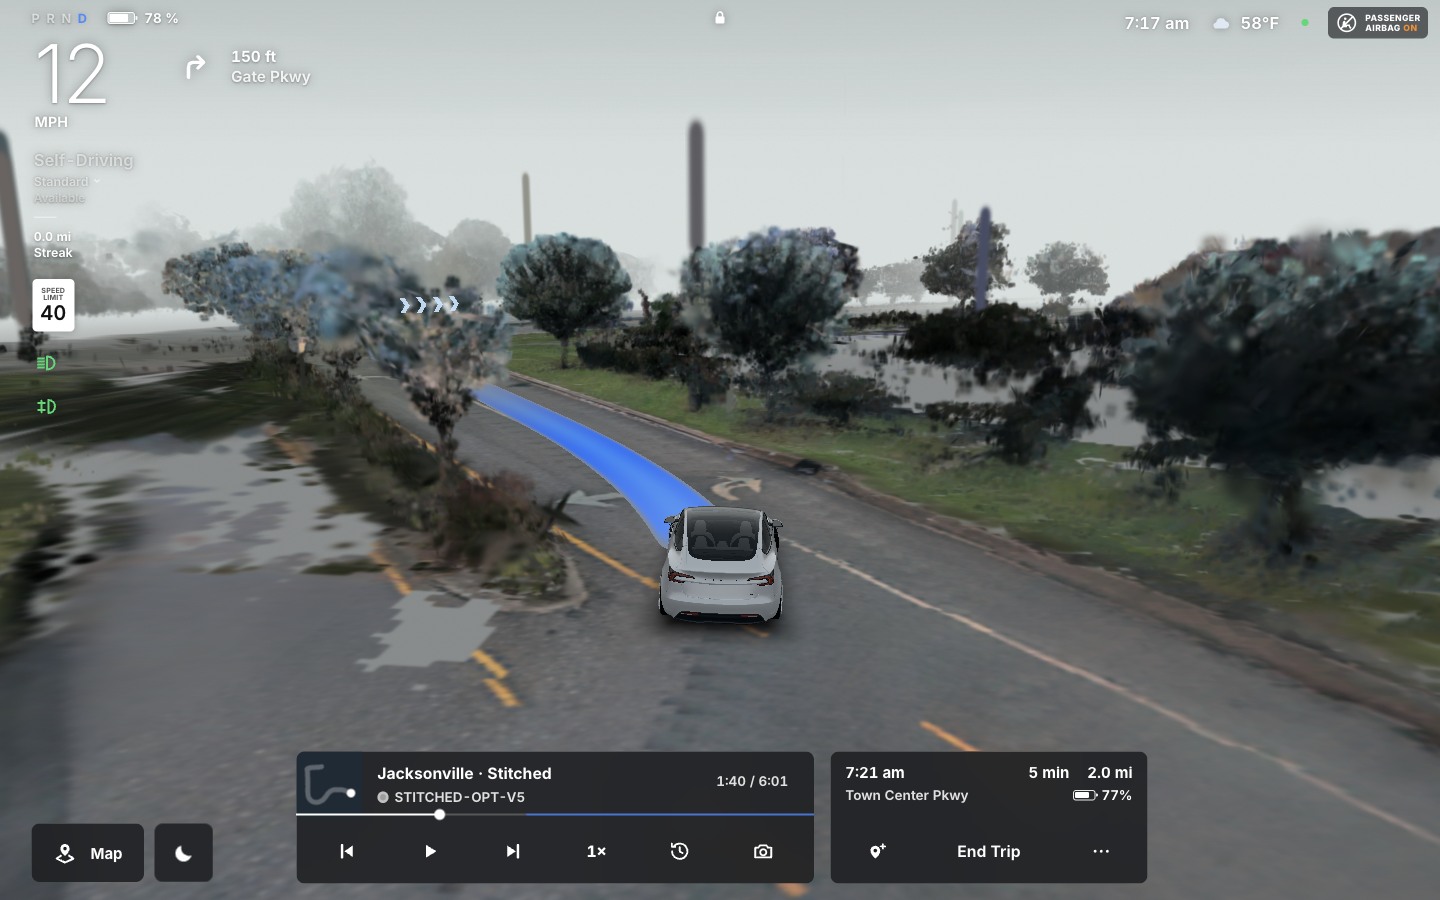 P R N D 78 %
12
MPH
150 ft
Gate Pkwy
7:17 am 58°F
PASSENGER
AIRBAG ON
Self-Driving
Standard
Available
0.0 mi
Streak
SPEED
LIMIT
40
Jacksonville · Stitched
STITCHED-OPT-V5
1:40 / 6:01
1×
7:21 am 5 min 2.0 mi
Town Center Pkwy 77%
End Trip
Map